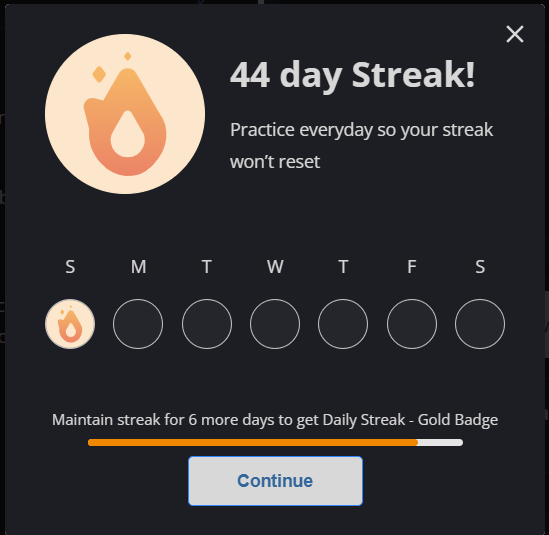 44 day Streak!
Practice everyday so your streak
won't reset
S M T W T F S
Maintain streak for 6 more days to get Daily Streak - Gold Badge
Continue